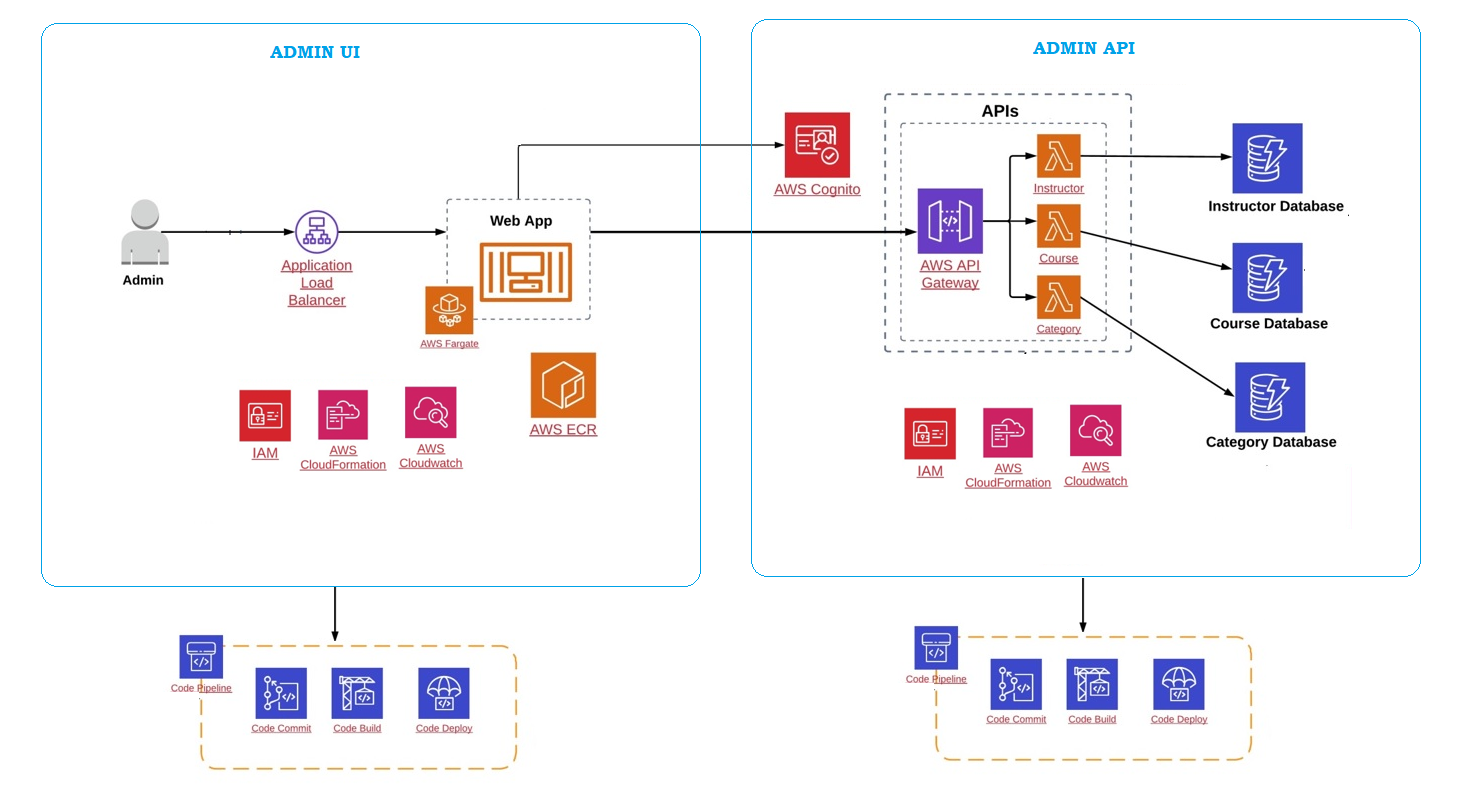 ADMIN UI
Admin
Application
Load
Balancer
Web App
AWS Fargate
AWS ECR
IAM
AWS
CloudFormation
AWS
Cloudwatch
Code Pipeline
Code Commit
Code Build
Code Deploy
ADMIN API
AWS Cognito
APIs
AWS API
Gateway
Instructor
Course
Category
Instructor Database
Course Database
Category Database
IAM
AWS
CloudFormation
AWS
Cloudwatch
Code Pipeline
Code Commit
Code Build
Code Deploy